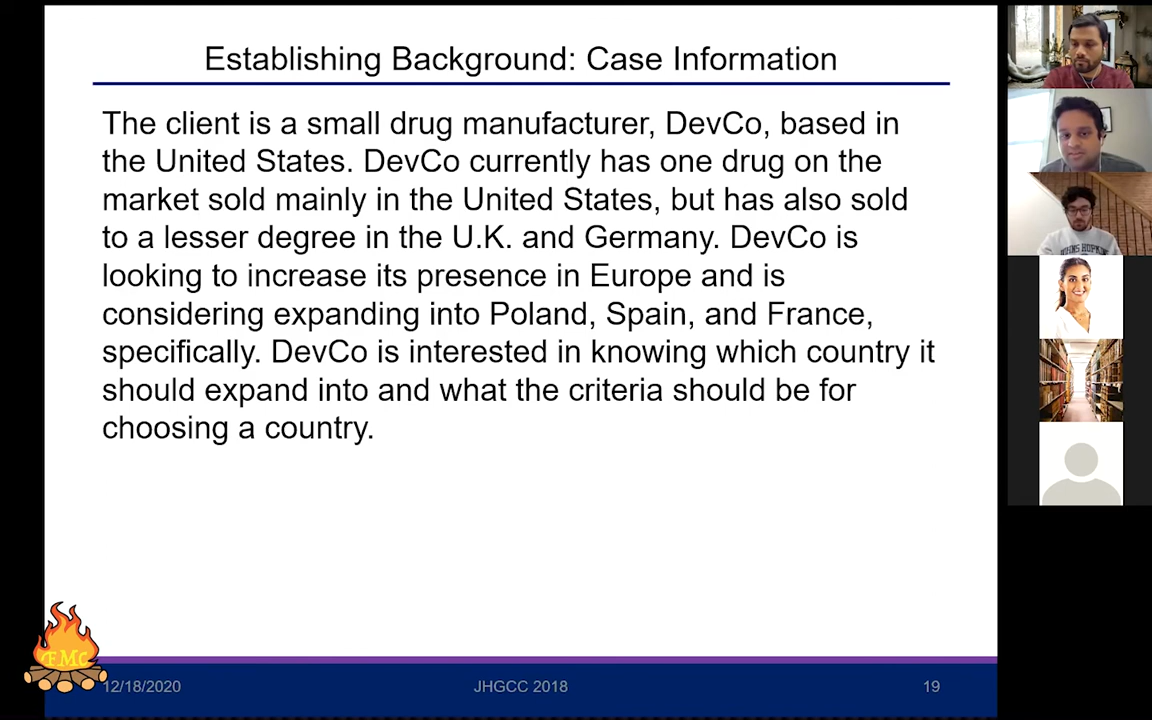 Establishing Background: Case Information
The client is a small drug manufacturer, DevCo, based in
the United States. DevCo currently has one drug on the
market sold mainly in the United States, but has also sold
to a lesser degree in the U.K. and Germany. DevCo is
looking to increase its presence in Europe and is
considering expanding into Poland, Spain, and France,
specifically. DevCo is interested in knowing which country it
should expand into and what the criteria should be for
choosing a country.
JOHNS HOPKINS
FMC
12/18/2020
JHGCC 2018
19